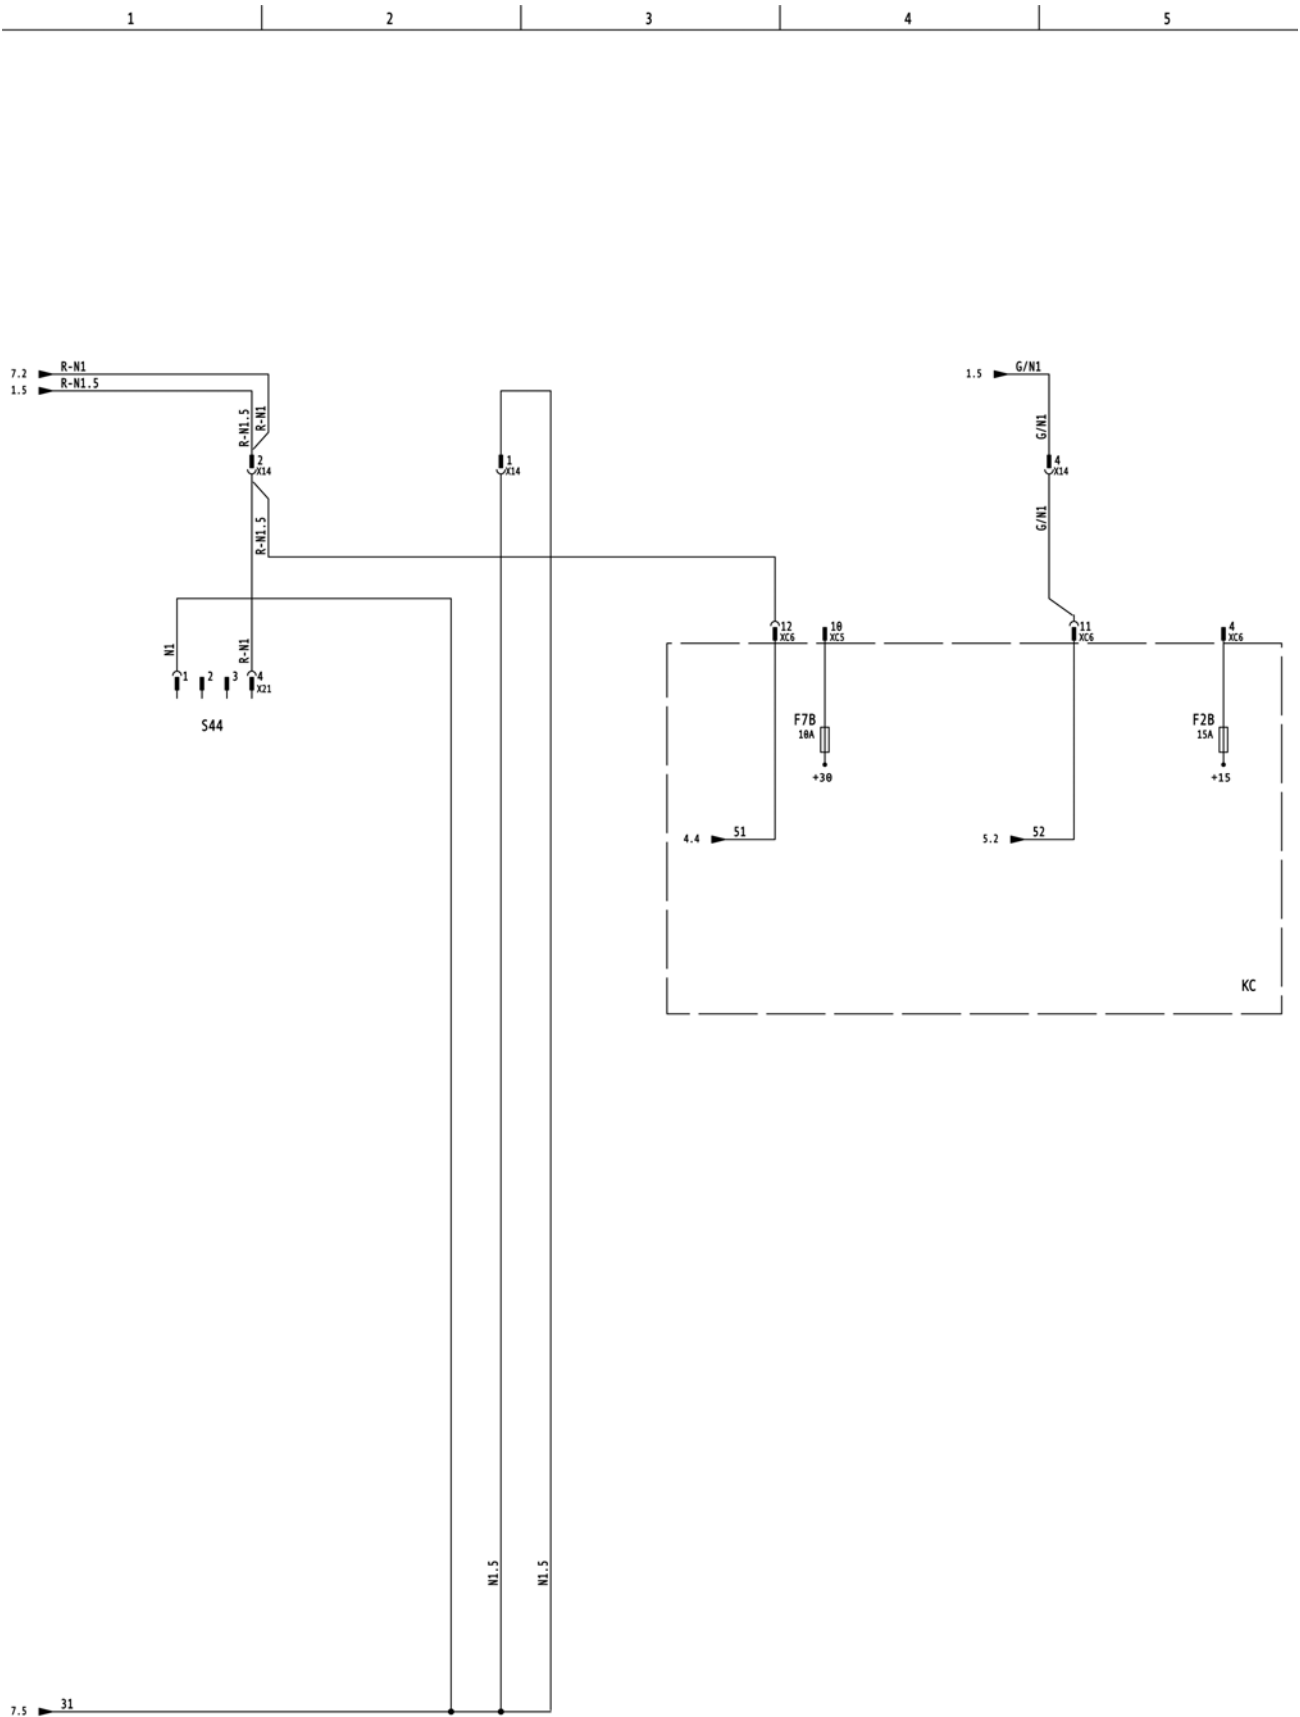 1 2 3 4 5
7.2 R-N1
1.5 R-N1.5
1.5 G/N1
R-N1.5 R-N1
G/N1
2
X14
1
X14
4
X14
R-N1.5
G/N1
12
XC6
10
XC5
11
XC6
4
XC6
N1
R-N1
1 2 3 4
X21
S44
F7B
10A
+30
F2B
15A
+15
4.4 51
5.2 52
KC
N1.5 N1.5
7.5 31